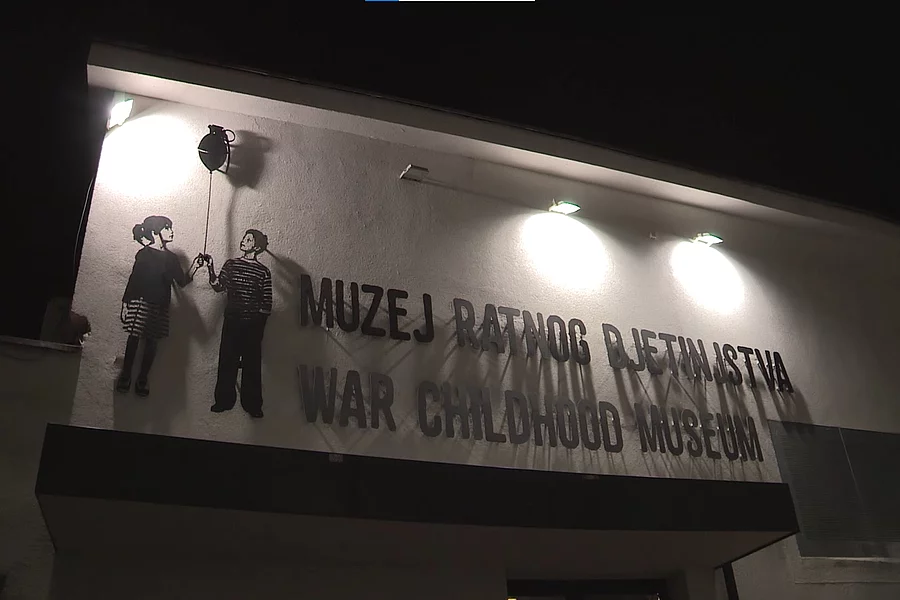 MUZEJ RATNOG DJETINJSTVA
WAR CHILDHOOD MUSEUM